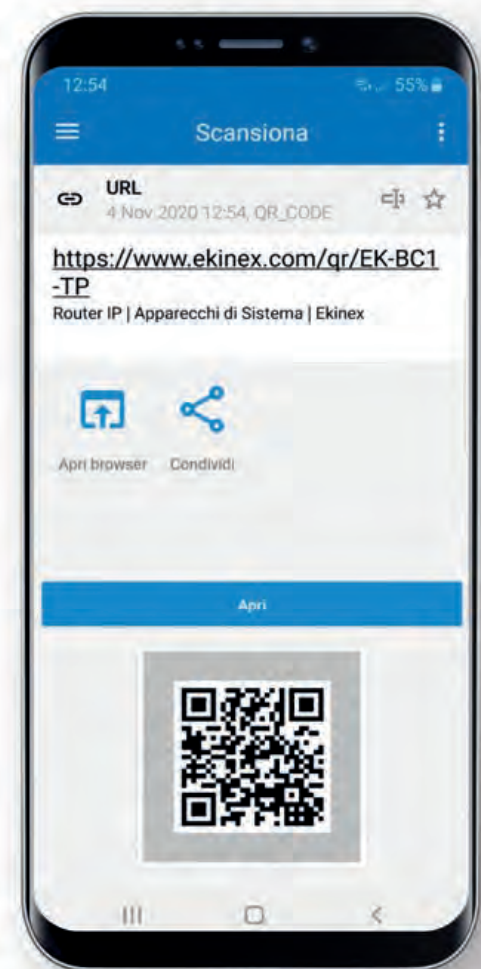 12:54
55%
Scansiona
URL
4 Nov 2020 12:54, QR_CODE
https://www.ekinex.com/qr/EK-BC1
-TP
Router IP | Apparecchi di Sistema | Ekinex
Apri browser
Condividi
Apri